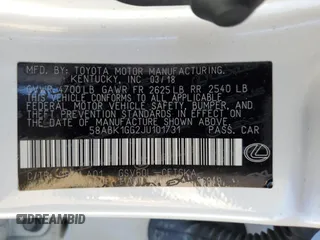 MFD. BY: TOYOTA MOTOR MANUFACTURING,
KENTUCKY, INC. 03/18
GVWR 4700LB GAWR FR 2625LB RR 2540 LB
THIS VEHICLE CONFORMS TO ALL APPLICABLE
FEDERAL MOTOR VEHICLE SAFETY, BUMPER, AND
THEFT PREVENTION STANDARDS IN EFFECT ON
THE DATE OF MANUFACTURE SHOWN ABOVE.
58ABK1GG2JU101731 PASS. CAR
C/TR:
A01
DREAMBID